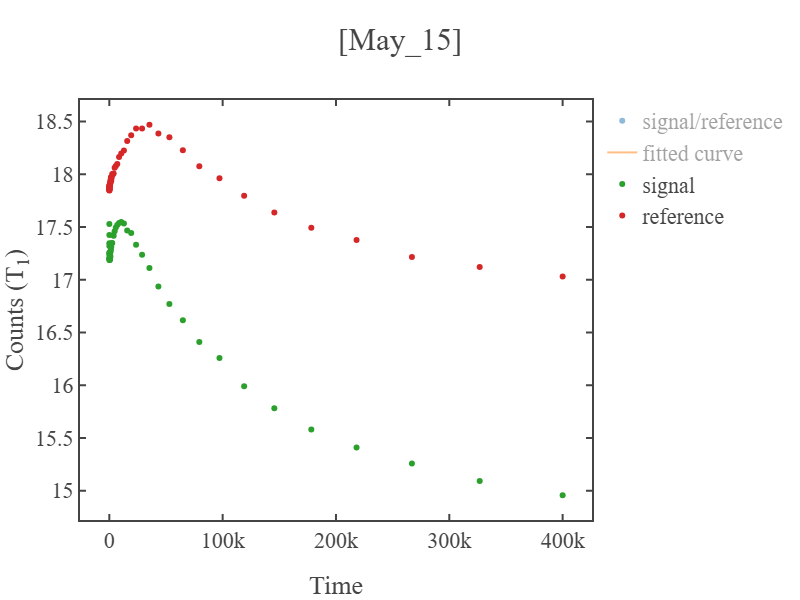 [May_15]
signal/reference
fitted curve
signal
reference
18.5
18
17.5
17
16.5
16
15.5
15
Counts (T1)
0
100k
200k
300k
400k
Time